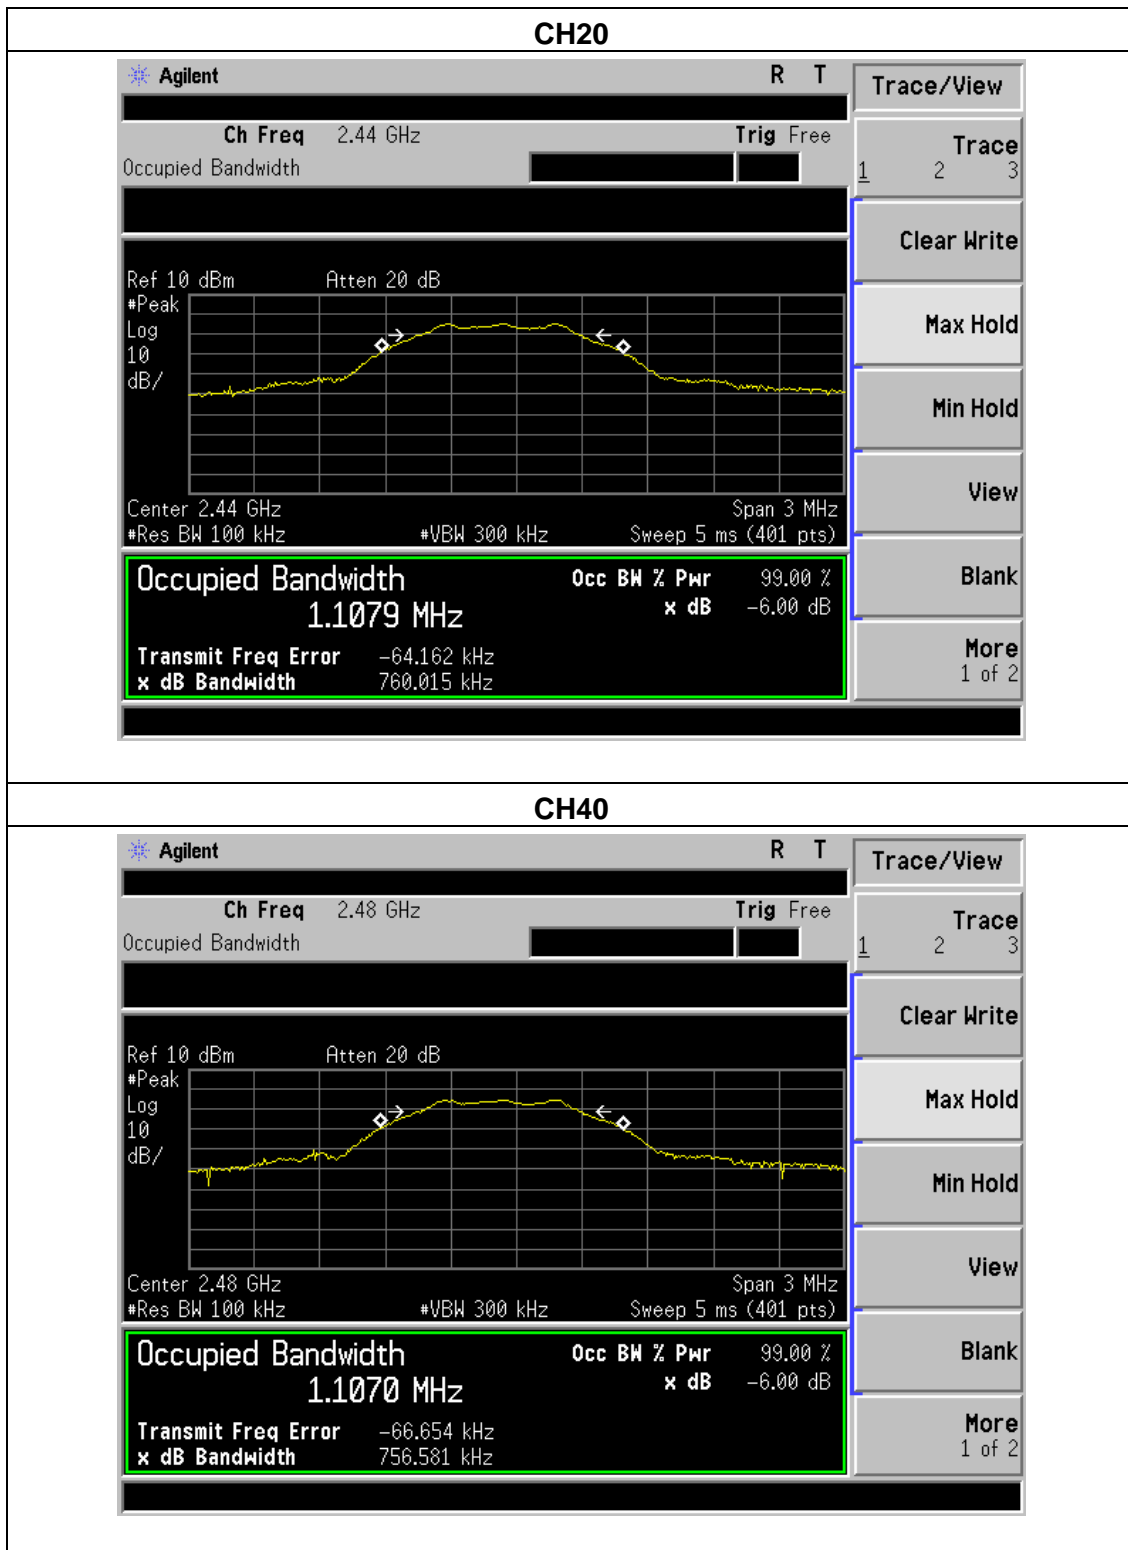 CH20
Agilent R T Trace/View
Ch Freq 2.44 GHz Trig Free
Occupied Bandwidth
Trace
1 2 3
Clear Write
Ref 10 dBm Atten 20 dB
#Peak
Log
10
dB/
Max Hold
Min Hold
View
Center 2.44 GHz Span 3 MHz
#Res BW 100 kHz #VBW 300 kHz Sweep 5 ms (401 pts)
Occupied Bandwidth Occ BW % Pwr 99.00 %
1.1079 MHz x dB -6.00 dB
Blank
Transmit Freq Error -64.162 kHz
x dB Bandwidth 760.015 kHz
More
1 of 2
CH40
Agilent R T Trace/View
Ch Freq 2.48 GHz Trig Free
Occupied Bandwidth
Trace
1 2 3
Clear Write
Ref 10 dBm Atten 20 dB
#Peak
Log
10
dB/
Max Hold
Min Hold
View
Center 2.48 GHz Span 3 MHz
#Res BW 100 kHz #VBW 300 kHz Sweep 5 ms (401 pts)
Occupied Bandwidth Occ BW % Pwr 99.00 %
1.1070 MHz x dB -6.00 dB
Blank
Transmit Freq Error -66.654 kHz
x dB Bandwidth 756.581 kHz
More
1 of 2